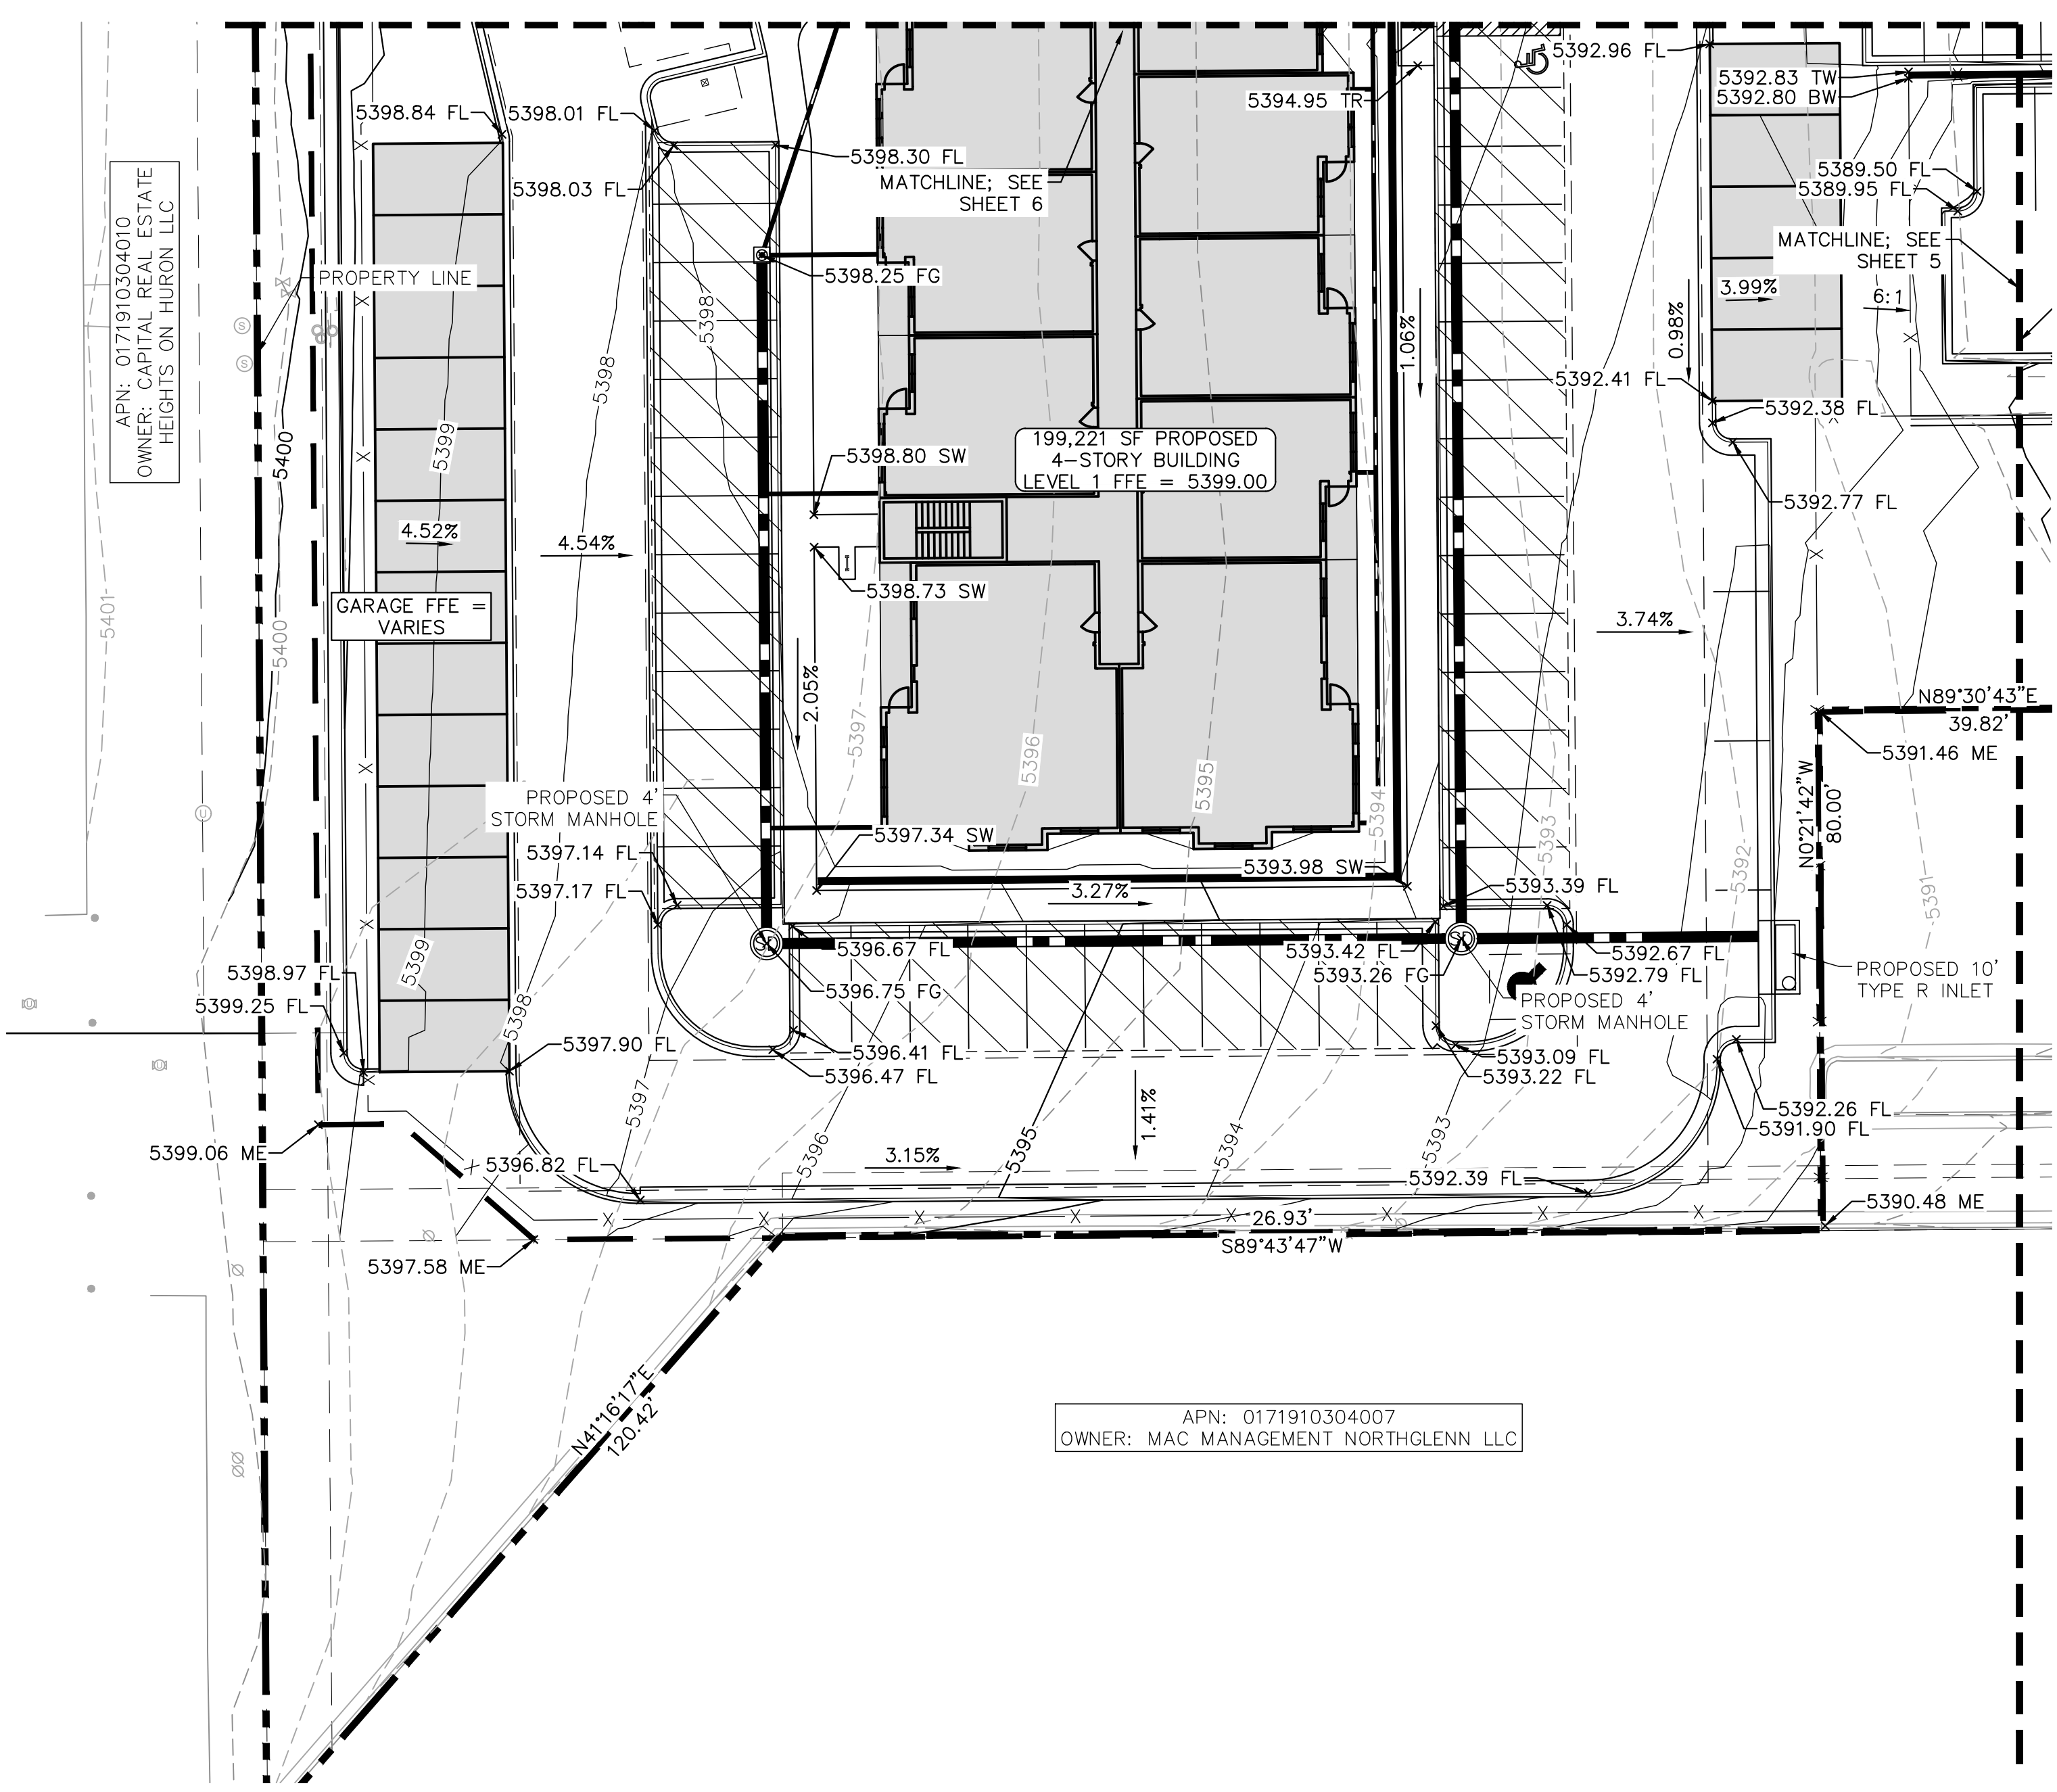 5392.96 FL
5392.83 TW
5392.80 BW
5394.95 TR
5398.84 FL
5398.01 FL
5398.30 FL
5398.03 FL
MATCHLINE; SEE
SHEET 6
5389.50 FL
5389.95 FL
MATCHLINE; SEE
SHEET 5
APN: 0171910304010
OWNER: CAPITAL REAL ESTATE
HEIGHTS ON HURON LLC
PROPERTY LINE
5398.25 FG
3.99%
6:1
0.98%
1.06%
5398
5398
5392.41 FL
5392.38 FL
5400
5399
5398.80 SW
199,221 SF PROPOSED
4-STORY BUILDING
LEVEL 1 FFE = 5399.00
5392.77 FL
4.52%
4.54%
5398.73 SW
5401
5400
GARAGE FFE =
VARIES
3.74%
2.05%
5397
5396
5395
5394
5393
5392
5391
N89°30'43"E
39.82'
5391.46 ME
N0°21'42"W
80.00'
PROPOSED 4'
STORM MANHOLE
5397.34 SW
5397.14 FL
5393.98 SW
5397.17 FL
3.27%
5393.39 FL
SD
SD
5396.67 FL
5393.42 FL
5392.67 FL
5399
5398.97 FL
5396.75 FG
5393.26 FG
5392.79 FL
PROPOSED 10'
TYPE R INLET
5399.25 FL
5398
PROPOSED 4'
STORM MANHOLE
5397.90 FL
5396.41 FL
5393.09 FL
5396.47 FL
5393.22 FL
5397
5396
5395
5394
5393
1.41%
5392.26 FL
5391.90 FL
5399.06 ME
5396.82 FL
3.15%
5392.39 FL
5390.48 ME
26.93'
S89°43'47"W
5397.58 ME
N41°16'17"E
120.42'
APN: 0171910304007
OWNER: MAC MANAGEMENT NORTHGLENN LLC